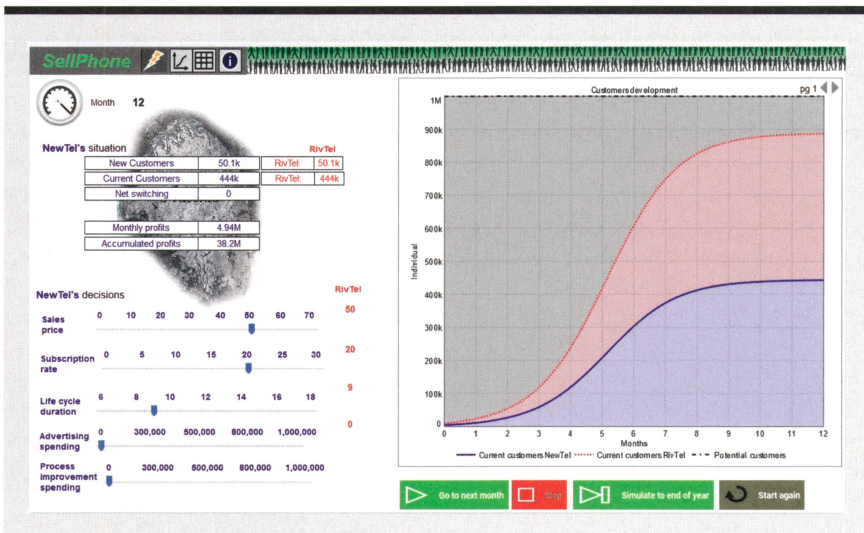 SellPhone
Month 12
NewTel's situation RivTel
New Customers 50.1k RivTel: 50.1k
Current Customers 444k RivTel: 444k
Net switching 0
Monthly profits 4.94M
Accumulated profits 38.2M
NewTel's decisions RivTel
Sales price 0 10 20 30 40 50 60 70 50
Subscription rate 0 5 10 15 20 25 30 20
Life cycle duration 6 8 10 12 14 16 18 9
Advertising spending 0 300,000 500,000 800,000 1,000,000 0
Process improvement spending 0 300,000 500,000 800,000 1,000,000
Customers development pg 1
1M
900k
800k
700k
600k
500k
400k
300k
200k
100k
0
Individual
0 1 2 3 4 5 6 7 8 9 10 11 12
Months
Current customers NewTel Current customers RivTel Potential customers
Go to next month Stop Simulate to end of year Start again